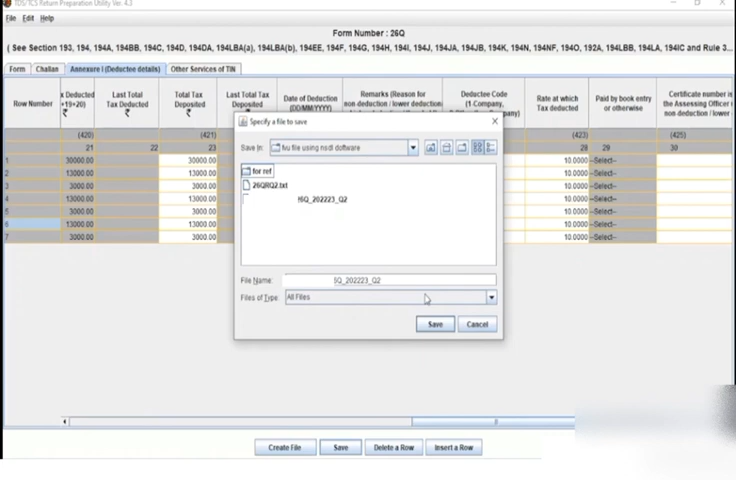 TDS/TCS Return Preparation Utility Ver. 4.3
File Edit Help
Form Number : 26Q
( See Section 193, 194, 194A, 194BB, 194C, 194D, 194DA, 194LBA(a), 194LBA(b), 194EE, 194F, 194G, 194H, 194I, 194J, 194JA, 194JB, 194K, 194N, 194NF, 194O, 192A, 194LBB, 194LA, 194IC and Rule 3...
Form Challan Annexure I (Deductee details) Other Services of TIN
Row Number x Deducted +19+20) ₹ Last Total Tax Deducted Total Tax Deposited ₹ Last Total Tax Deposited Date of Deduction (DD/MM/YYYY) Remarks (Reason for non-deduction / lower deduction Deductee Code (1-Company, Rate at which Tax deducted Paid by book entry or otherwise Certificate number is the Assessing Officer non deduction / lower
(420) (421) (423) (425)
21 22 23 28 29 30
1 30000.00 30000.00 10.0000 --Select--
2 13000.00 13000.00 10.0000 --Select--
3 3000.00 3000.00 10.0000 --Select--
4 13000.00 13000.00 10.0000 --Select--
5 3000.00 3000.00 10.0000 --Select--
6 13000.00 13000.00 10.0000 --Select--
7 3000.00 3000.00 10.0000 --Select--
Specify a file to save
Save In:
for ref
26QRQ2.txt
6Q_202223_Q2
File Name: 5Q_202223_Q2
Files of Type: All Files
Save Cancel
Create File Save Delete a Row Insert a Row